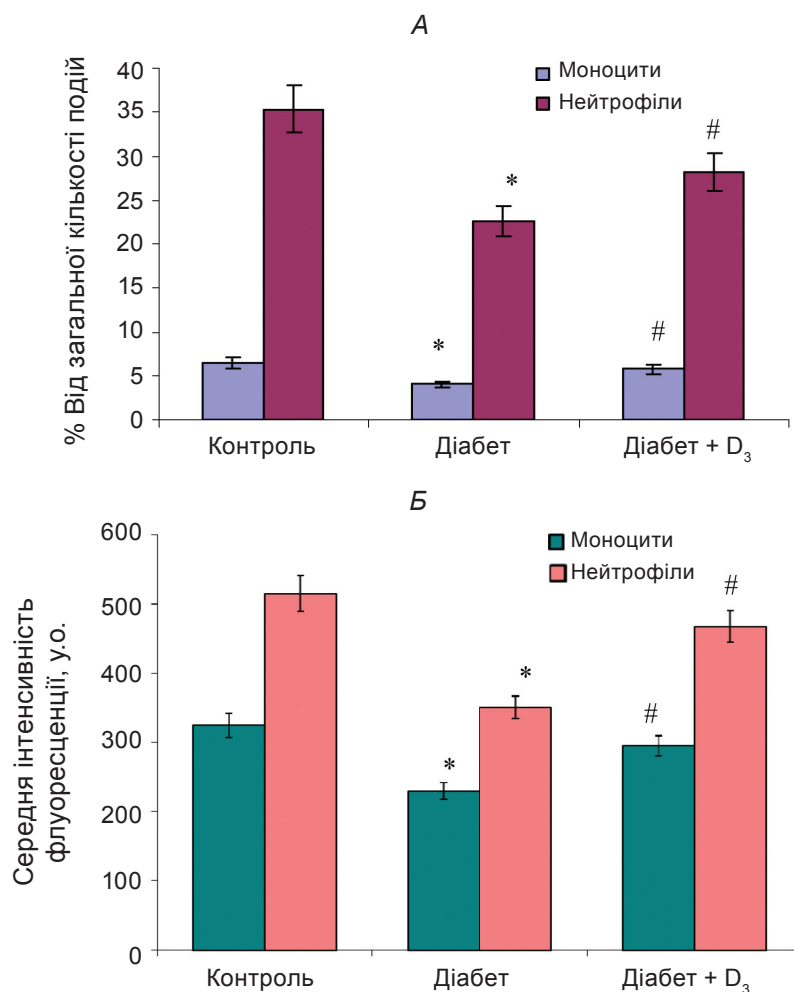 А
% Від загальної кількості подій
40
35
30
25
20
15
10
5
0
Моноцити
Нейтрофіли
*
*
#
#
Контроль
Діабет
Діабет + D₃
Б
Середня інтенсивність
флуоресценції, у.о.
600
500
400
300
200
100
0
Моноцити
Нейтрофіли
*
*
#
#
Контроль
Діабет
Діабет + D₃